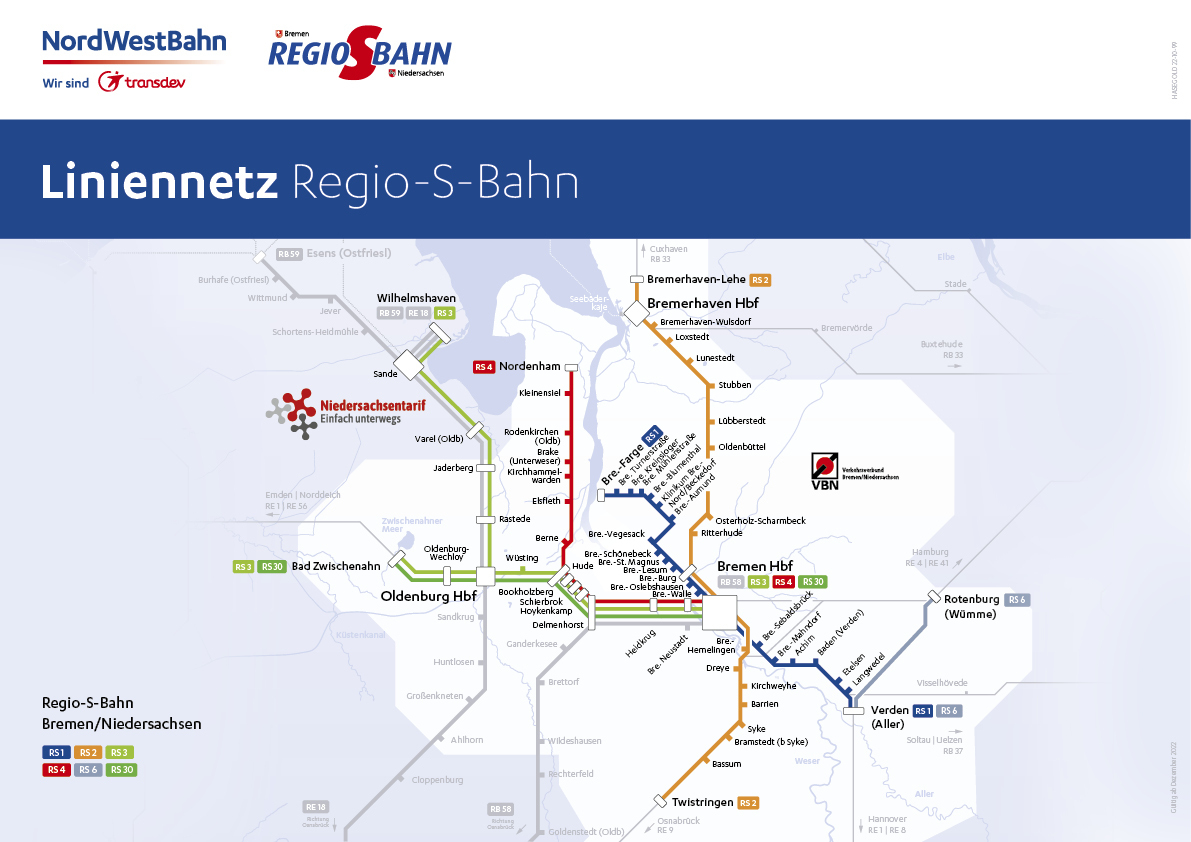 NordWestBahn
Wir sind transdev
Bremen
REGIO S BAHN
Niedersachsen
HASEGOLD 22-10-99
Liniennetz Regio-S-Bahn
RB 59 Esens (Ostfriesl)
Burhafe (Ostfriesl)
Wittmund
Jever
Schortens-Heidmühle
Wilhelmshaven
RB 59 RE 18 RS 3
Sande
Varel (Oldb)
Jaderberg
Rastede
Niedersachsentarif
Einfach unterwegs
Emden | Norddeich
RE 1 | RE 56
Zwischenahner
Meer
RS 3 RS 30 Bad Zwischenahn
Oldenburg-
Wechloy
Oldenburg Hbf
Wüsting
Hude
Bookholzberg
Schierbrok
Hoykenkamp
Delmenhorst
RS 4 Nordenham
Kleinensiel
Rodenkirchen
(Oldb)
Brake
(Unterweser)
Kirchhammel-
warden
Elsfleth
Berne
Seebäder-
kaje
Cuxhaven
RB 33
Bremerhaven-Lehe RS 2
Bremerhaven Hbf
Bremerhaven-Wulsdorf
Loxstedt
Lunestedt
Stubben
Lübberstedt
Oldenbüttel
Osterholz-Scharmbeck
Ritterhude
Elbe
Stade
Bremervörde
Buxtehude
RB 33
VBN
Verkehrsverbund
Bremen/Niedersachsen
Bre.-Farge RS 1
Bre. Turnerstraße
Bre. Kreinsloger
Bre. Mühlenstraße
Bre.-Blumenthal
Klinikum Bre.-
Nord/Beckedorf
Bre.-Aumund
Bre.-Vegesack
Bre.-Schönebeck
Bre.-St. Magnus
Bre.-Lesum
Bre.-Burg
Bre.-Oslebshausen
Bre.-Walle
Bremen Hbf
RB 58 RS 3 RS 4 RS 30
Heidkrug
Bre. Neustadt
Bre.-
Hemelingen
Bre.-Sebaldsbrück
Bre.-Mahndorf
Achim
Baden (Verden)
Etelsen
Langwedel
Hamburg
RE 4 | RE 41
Rotenburg RS 6
(Wümme)
Visselhövede
Verden RS 1 RS 6
(Aller)
Soltau | Uelzen
RB 37
Dreye
Kirchweyhe
Barrien
Syke
Bramstedt (b Syke)
Bassum
Twistringen RS 2
Osnabrück
RE 9
Weser
Aller
Hannover
RE 1 | RE 8
Küstenkanal
Sandkrug
Huntlosen
Großenkneten
Ahlhorn
Cloppenburg
RE 18
Richtung
Osnabrück
Ganderkesee
Brettorf
Wildeshausen
Rechterfeld
RB 58
Richtung
Osnabrück
Goldenstedt (Oldb)
Regio-S-Bahn
Bremen/Niedersachsen
RS 1 RS 2 RS 3
RS 4 RS 6 RS 30
Gültig ab Dezember 2022